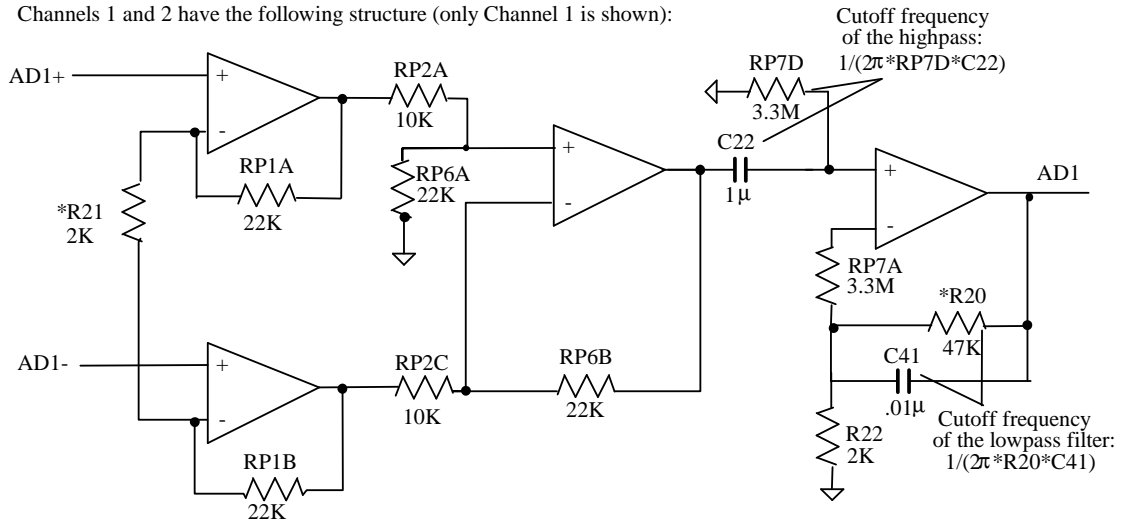 Channels 1 and 2 have the following structure (only Channel 1 is shown):
Cutoff frequency
of the highpass:
1/(2π*RP7D*C22)
AD1+
+
-
RP2A
10K
RP1A
22K
*R21
2K
RP6A
22K
+
-
RP7D
3.3M
C22
1µ
+
-
AD1
RP7A
3.3M
*R20
47K
C41
.01µ
R22
2K
Cutoff frequency
of the lowpass filter:
1/(2π*R20*C41)
AD1-
+
-
RP2C
10K
RP6B
22K
RP1B
22K